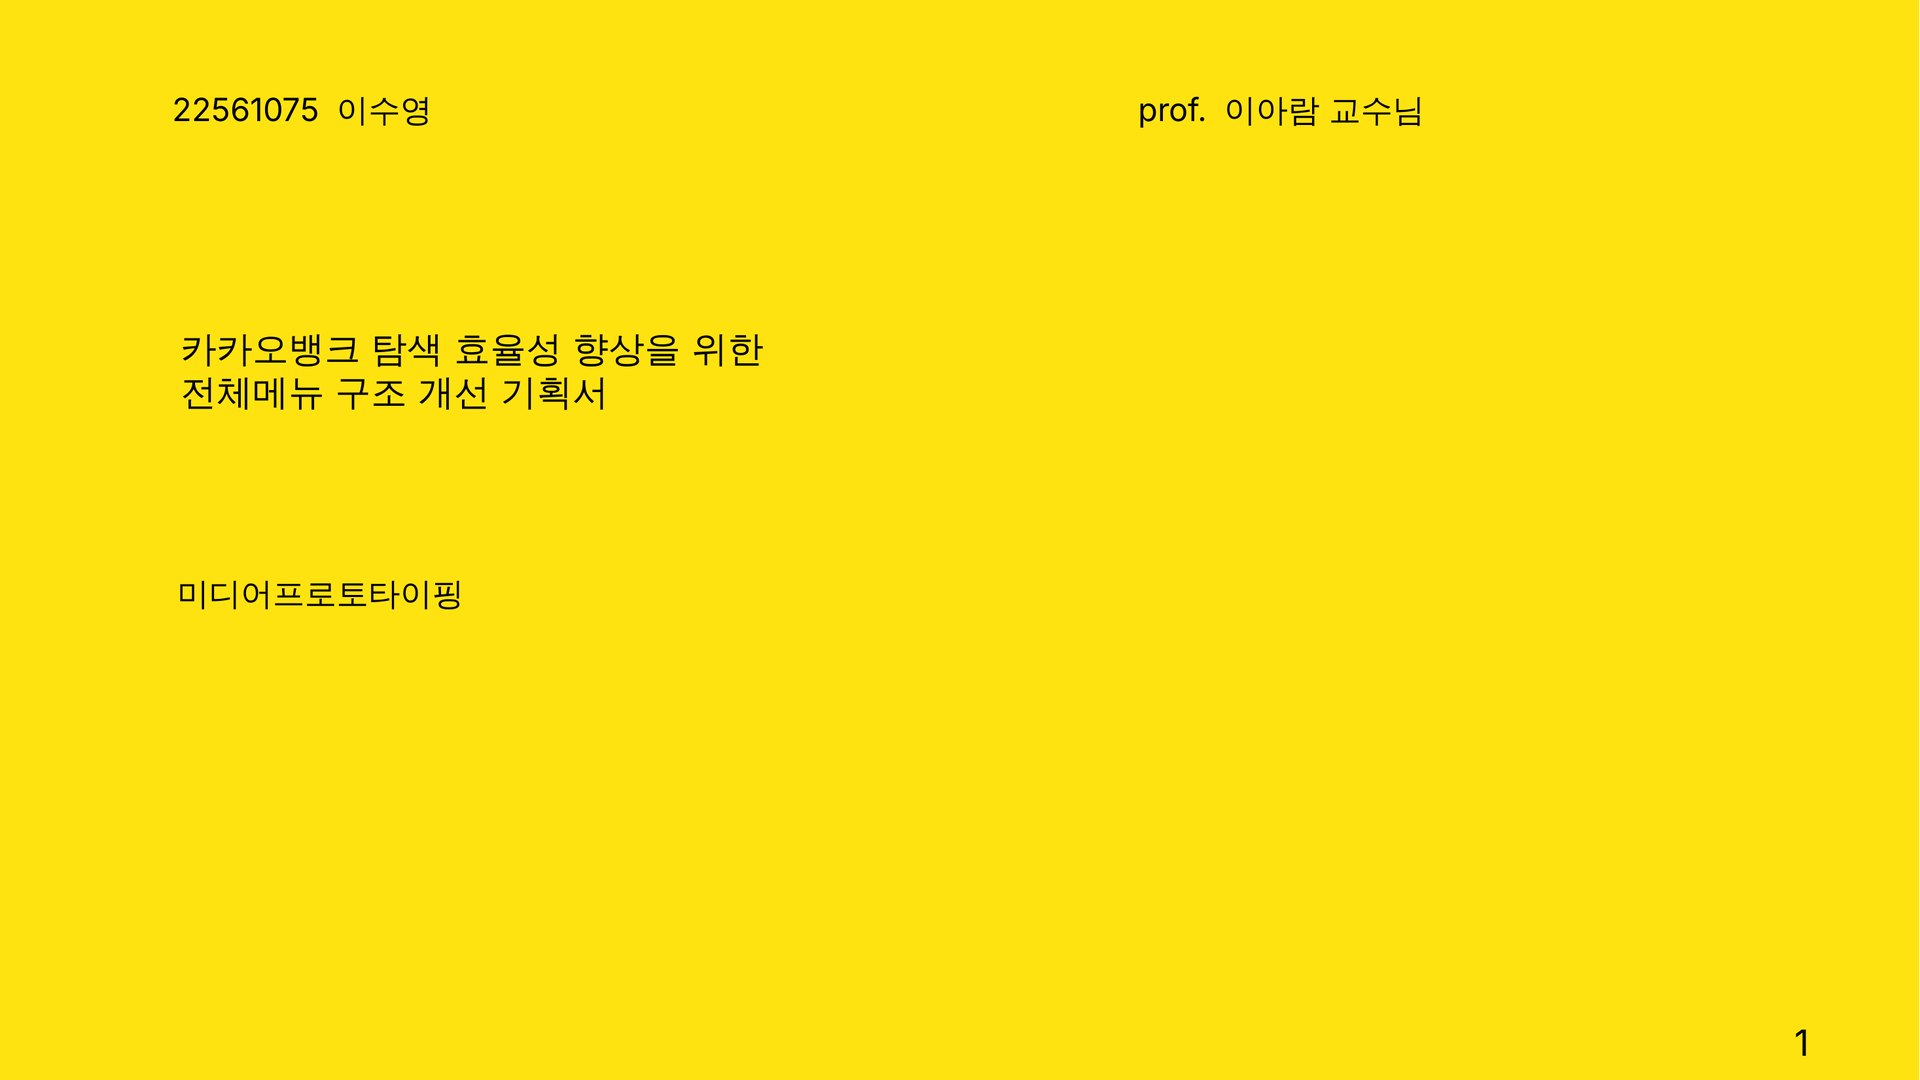 22561075 이수영
prof. 이아람 교수님
카카오뱅크 탐색 효율성 향상을 위한
전체메뉴 구조 개선 기획서
미디어프로토타이핑
1